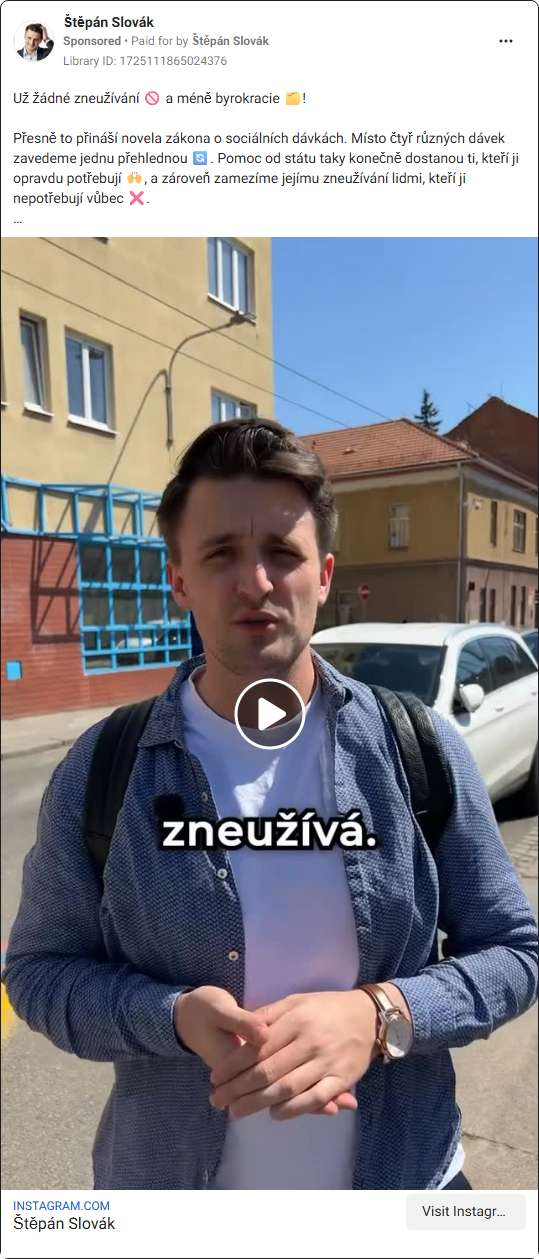 Štěpán Slovák
Sponsored • Paid for by Štěpán Slovák
Library ID: 1725111865024376
Už žádné zneužívání 🚫 a méně byrokracie 🗂️!
Přesně to přináší novela zákona o sociálních dávkách. Místo čtyř různých dávek
zavedeme jednu přehlednou 🔄. Pomoc od státu taky konečně dostanou ti, kteří ji
opravdu potřebují 🙌, a zároveň zamezíme jejímu zneužívání lidmi, kteří ji
nepotřebují vůbec ❌.
...
zneužívá.
INSTAGRAM.COM
Štěpán Slovák
Visit Instagr...